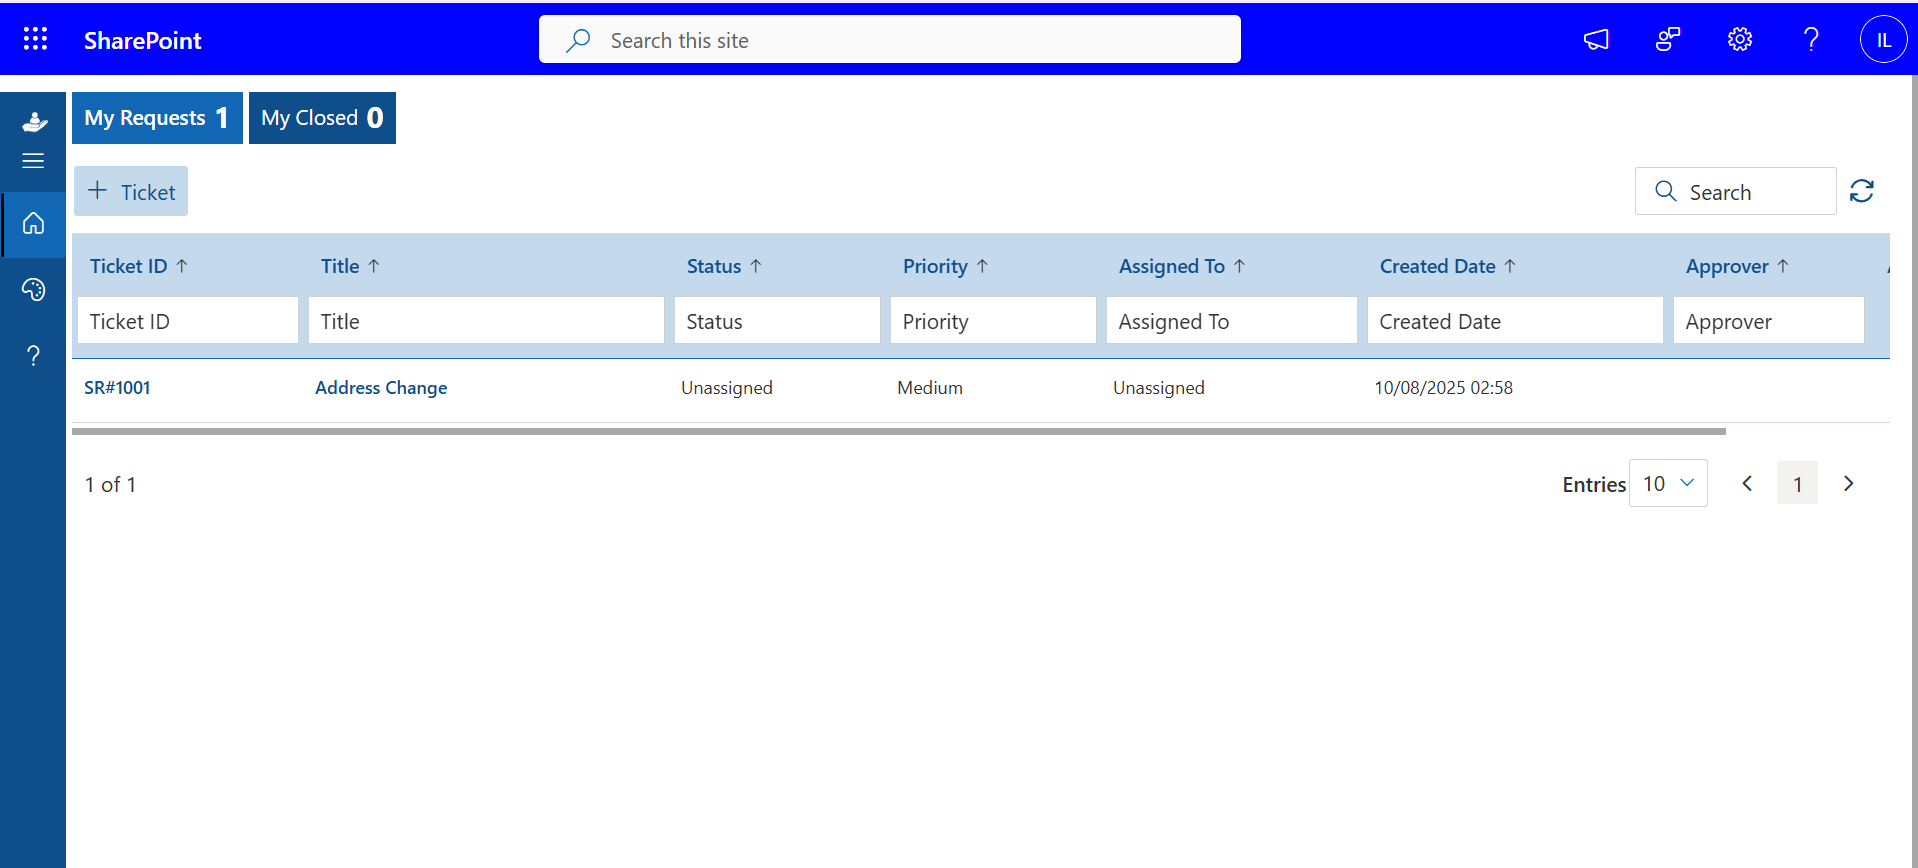 SharePoint
Search this site
IL
My Requests 1
My Closed 0
Ticket
Search
Ticket ID Title Status Priority Assigned To Created Date Approver
Ticket ID Title Status Priority Assigned To Created Date Approver
SR#1001 Address Change Unassigned Medium Unassigned 10/08/2025 02:58
1 of 1
Entries 10 1